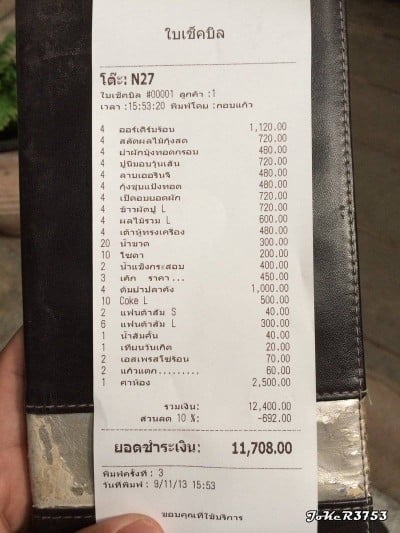 ใบเช็คบิล
โต๊ะ: N27
ใบเช็คบิล #00001 ลูกค้า :1
เวลา :15:53:20 พิมพ์โดย :กอบแก้ว
4 ออร์เดิร์ฟร้อน 1,120.00
4 สลัดผลไม้กุ้งสด 720.00
4 ยำผักบุ้งทอดกรอบ 480.00
4 ปูนิ่มอบวุ้นเส้น 720.00
4 ลาบเออรินจิ 480.00
4 กุ้งชุบแป้งทอด 480.00
4 เป็ดอบยอดผัก 720.00
4 ข้าวผัดปู L 720.00
4 ผลไม้รวม L 600.00
4 เต้าหู้ทรงเครื่อง 480.00
20 น้ำขวด 300.00
10 โซดา 200.00
2 น้ำแข็งกระสอบ 400.00
3 เค้ก ราคา... 450.00
4 ต้มยำปลาคัง 1,000.00
10 Coke L 500.00
2 แฟนต้าส้ม S 40.00
6 แฟนต้าส้ม L 300.00
1 น้ำส้มคั้น 40.00
1 เทียนวันเกิด 20.00
2 เอสเพรสโซ่ร้อน 70.00
2 แก้วแตก......... 60.00
1 ค่าห้อง 2,500.00
รวมเงิน: 12,400.00
ส่วนลด 10 %: -692.00
ยอดชำระเงิน: 11,708.00
พิมพ์ครั้งที่ : 3
วันที่พิมพ์ : 9/11/13 15:53
ขอบคุณที่ใช้บริการ
JoKeR3753